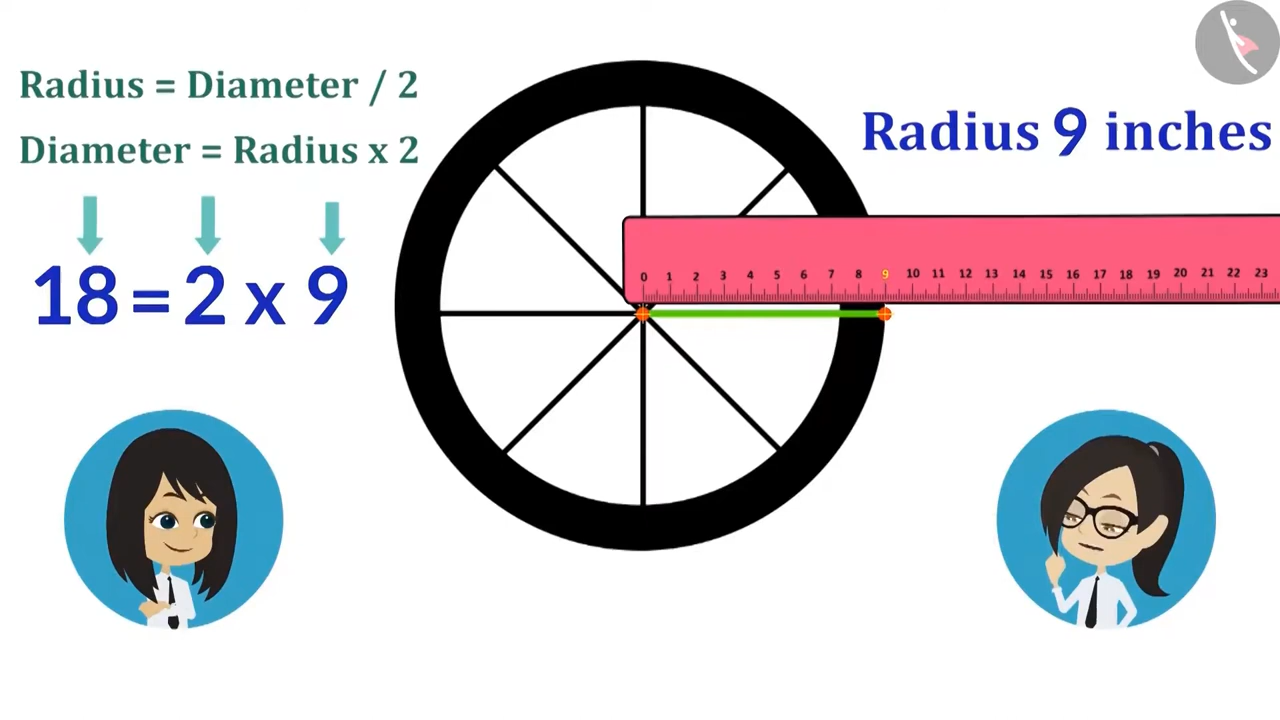 Radius = Diameter / 2
Diameter = Radius x 2
18 = 2 x 9
Radius 9 inches
0 1 2 3 4 5 6 7 8 9 10 11 12 13 14 15 16 17 18 19 20 21 22 23